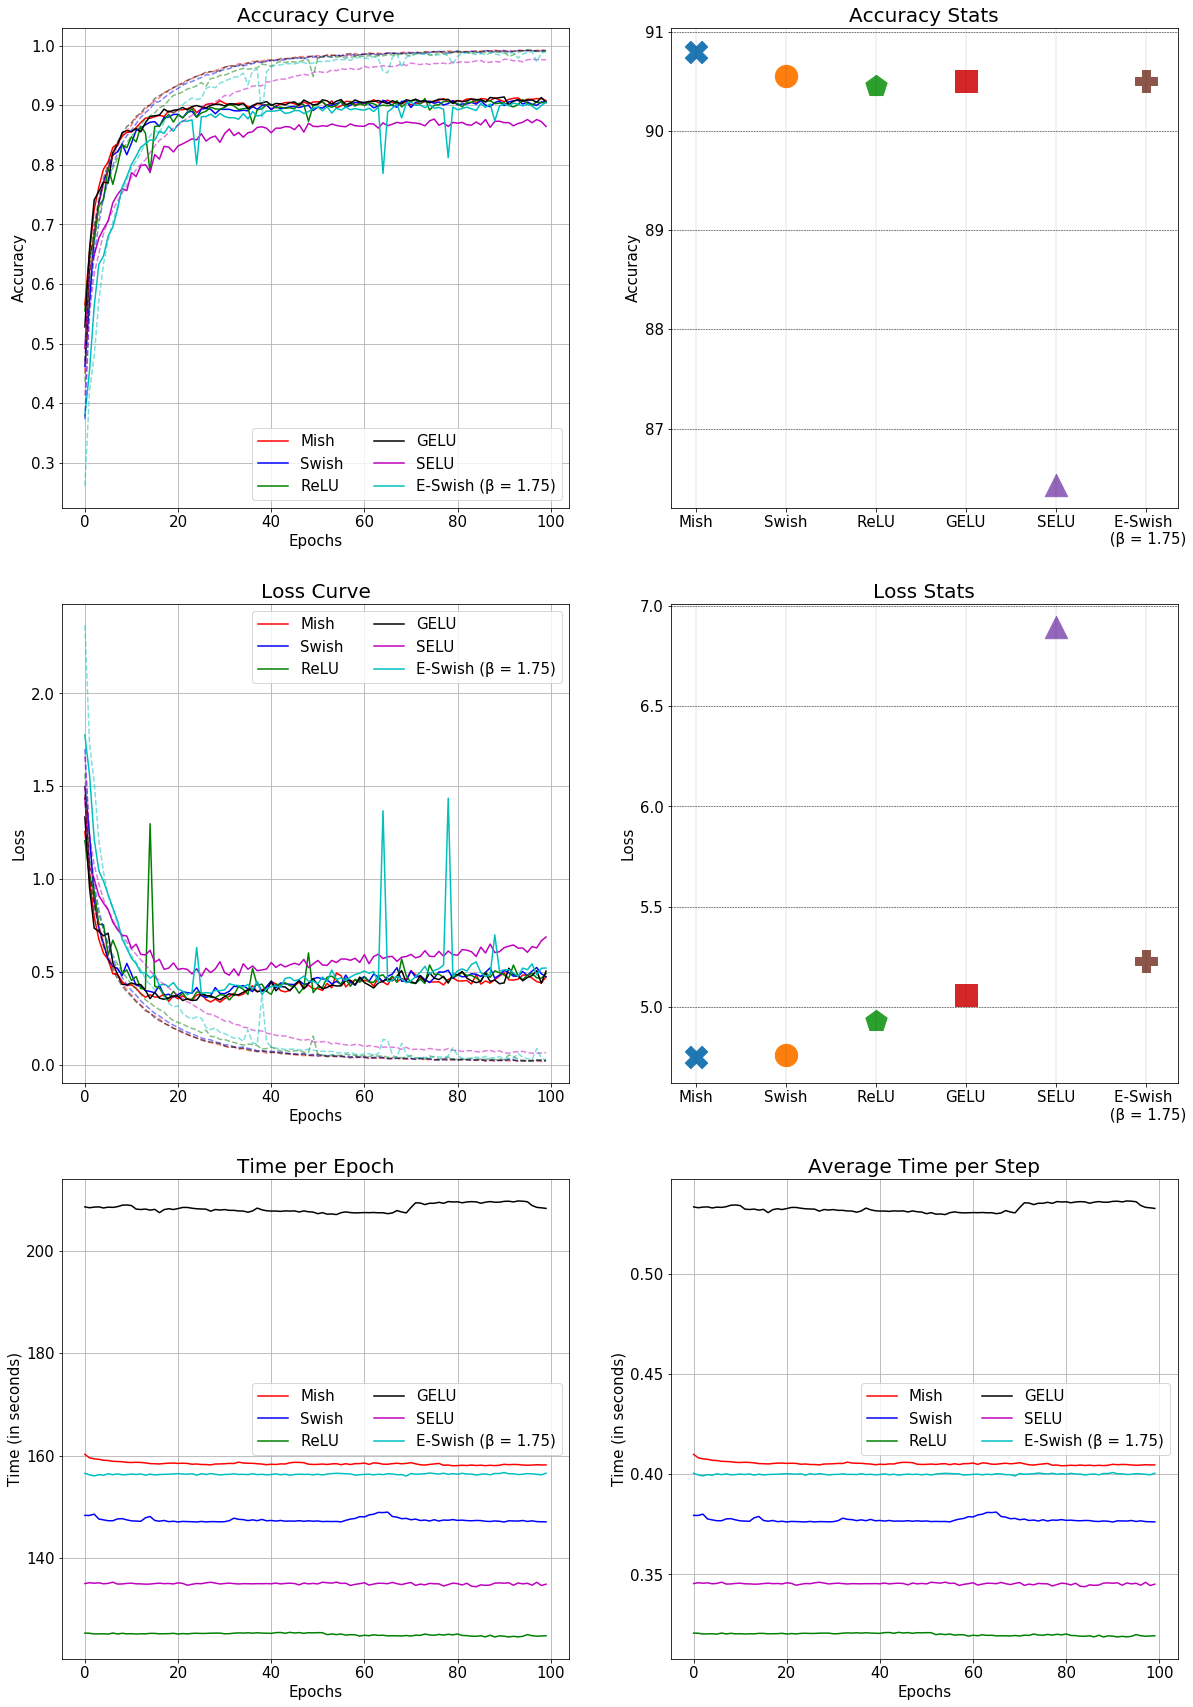 Accuracy Curve
Accuracy
1.0
0.9
0.8
0.7
0.6
0.5
0.4
0.3
Mish GELU
Swish SELU
ReLU E-Swish (β = 1.75)
0 20 40 60 80 100
Epochs
Accuracy Stats
Accuracy
91
90
89
88
87
Mish Swish ReLU GELU SELU E-Swish
(β = 1.75)
Loss Curve
Loss
Mish GELU
Swish SELU
ReLU E-Swish (β = 1.75)
2.0
1.5
1.0
0.5
0.0
0 20 40 60 80 100
Epochs
Loss Stats
Loss
7.0
6.5
6.0
5.5
5.0
Mish Swish ReLU GELU SELU E-Swish
(β = 1.75)
Time per Epoch
Time (in seconds)
200
180
160
140
Mish GELU
Swish SELU
ReLU E-Swish (β = 1.75)
0 20 40 60 80 100
Epochs
Average Time per Step
Time (in seconds)
0.50
0.45
0.40
0.35
Mish GELU
Swish SELU
ReLU E-Swish (β = 1.75)
0 20 40 60 80 100
Epochs